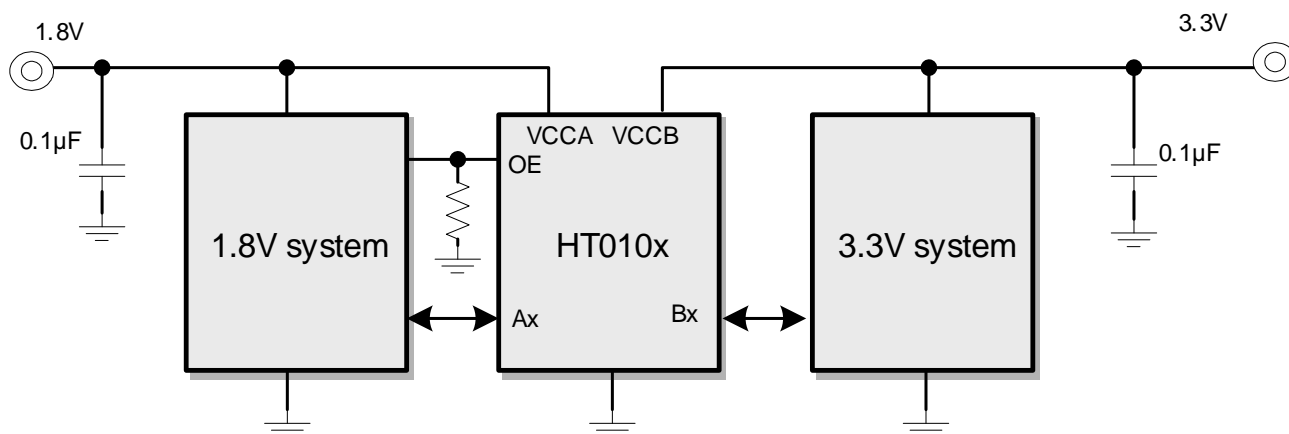 1.8V
3.3V
0.1µF
VCCA VCCB
0.1µF
OE
1.8V system
HT010x
3.3V system
Ax
Bx